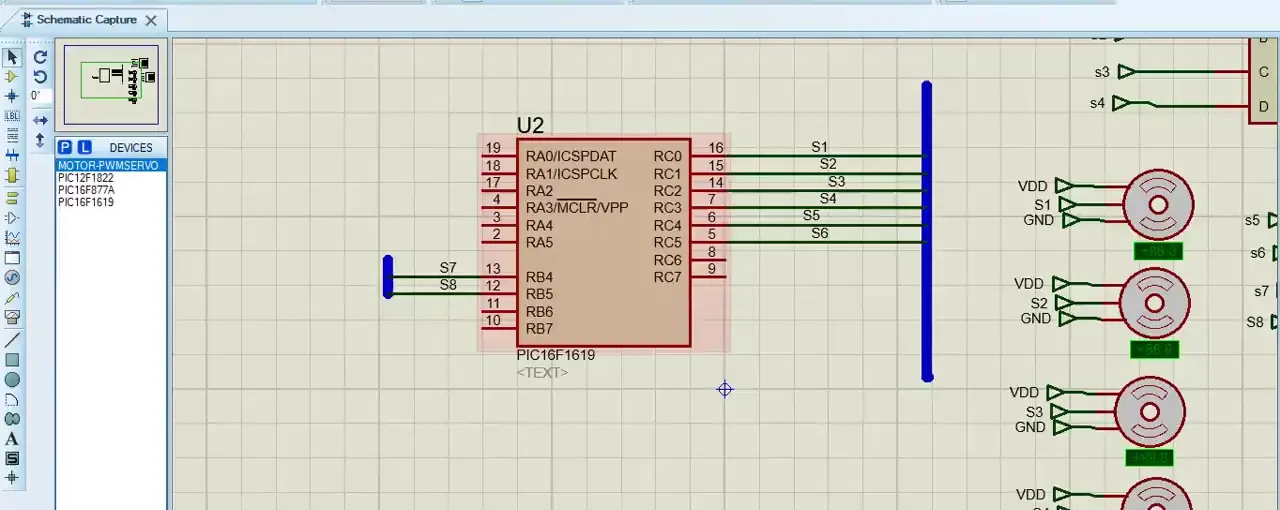 Schematic Capture
0°
LBL
P L DEVICES
MOTOR-PWMSERVO
PIC12F1822
PIC16F877A
PIC16F1619
A
S
U2
19 RA0/ICSPDAT RC0 16 S1
18 RA1/ICSPCLK RC1 15 S2
17 RA2 RC2 14 S3
4 RA3/MCLR/VPP RC3 7 S4
3 RA4 RC4 6 S5
2 RA5 RC5 5 S6
RC6 8
S7 13 RB4 RC7 9
S8 12 RB5
11 RB6
10 RB7
PIC16F1619
<TEXT>
s3 C
s4 D
VDD
S1
GND
s5
s6
VDD
S2
GND
s7
S8
VDD
S3
GND
VDD